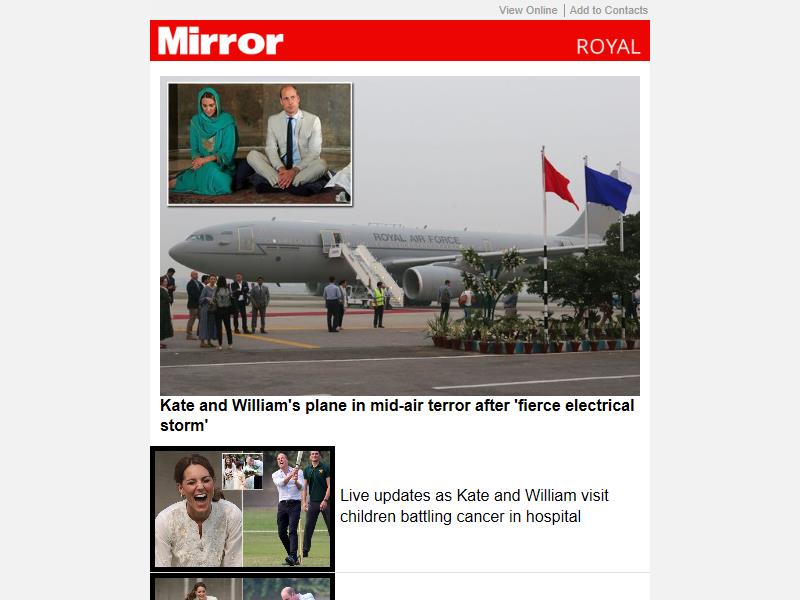 View Online | Add to Contacts
Mirror ROYAL
ROYAL AIR FORCE
Kate and William's plane in mid-air terror after 'fierce electrical
storm'
Live updates as Kate and William visit
children battling cancer in hospital